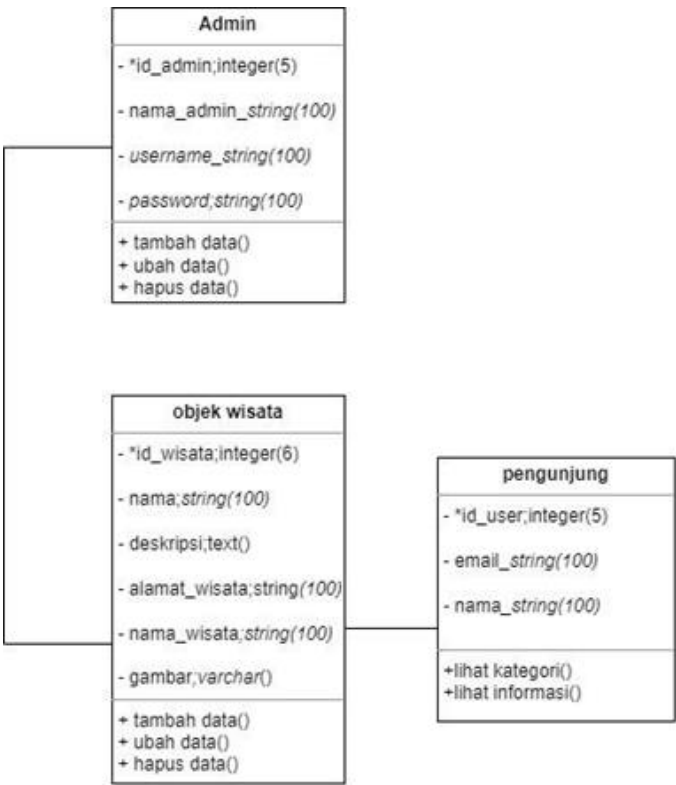 Admin
- *id_admin;integer(5)
- nama_admin_string(100)
- username_string(100)
- password;string(100)
+ tambah data()
+ ubah data()
+ hapus data()
objek wisata
- *id_wisata;integer(6)
- nama;string(100)
- deskripsi;text()
- alamat_wisata;string(100)
- nama_wisata;string(100)
- gambar;varchar()
+ tambah data()
+ ubah data()
+ hapus data()
pengunjung
- *id_user;integer(5)
- email_string(100)
- nama_string(100)
+lihat kategori()
+lihat informasi()